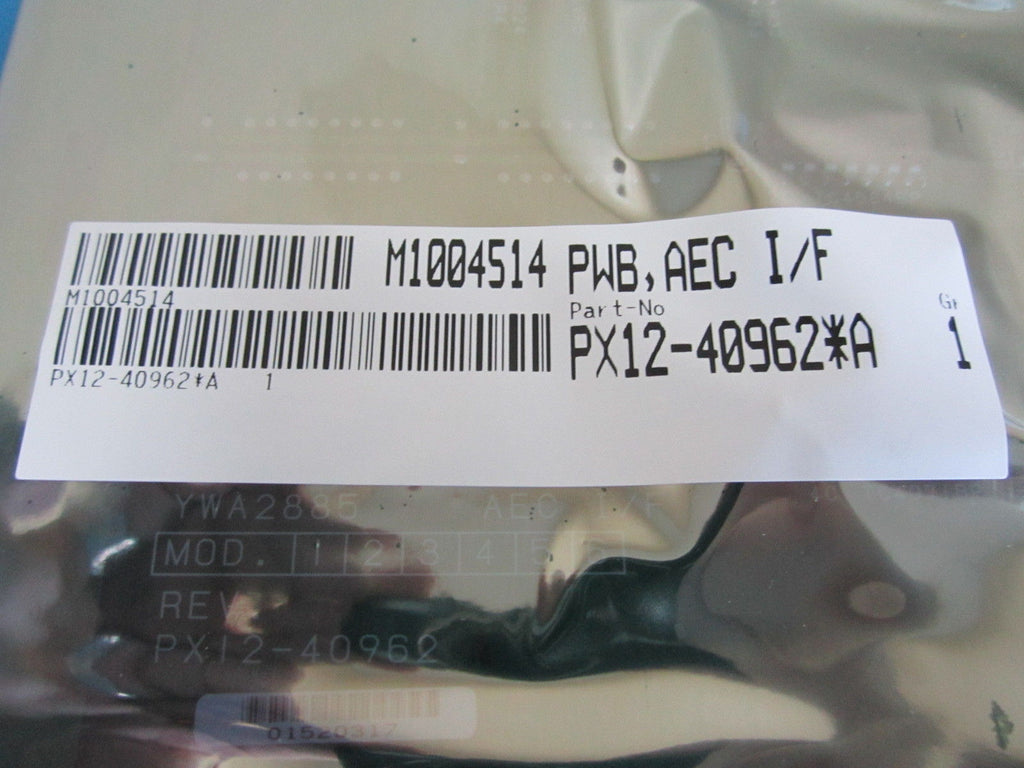 M1004514 PWB,AEC I/F
M1004514
Part-No
PX12-40962*A 1
PX12-40962*A 1
YWA2885 AEC I/F
MOD. 1 2 3 4 5
REV
PX12-40962
01520317